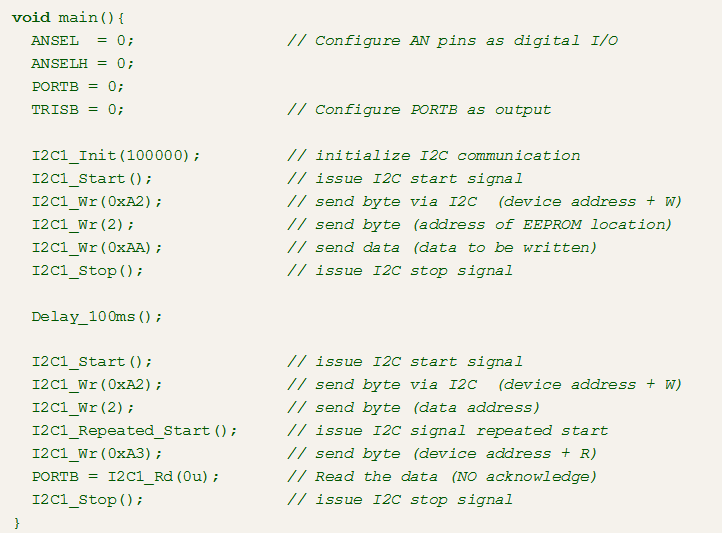 void main(){
  ANSEL  = 0;                // Configure AN pins as digital I/O
  ANSELH = 0;
  PORTB = 0;
  TRISB = 0;                 // Configure PORTB as output

  I2C1_Init(100000);         // initialize I2C communication
  I2C1_Start();              // issue I2C start signal
  I2C1_Wr(0xA2);             // send byte via I2C  (device address + W)
  I2C1_Wr(2);                // send byte (address of EEPROM location)
  I2C1_Wr(0xAA);             // send data (data to be written)
  I2C1_Stop();               // issue I2C stop signal

  Delay_100ms();

  I2C1_Start();              // issue I2C start signal
  I2C1_Wr(0xA2);             // send byte via I2C  (device address + W)
  I2C1_Wr(2);                // send byte (data address)
  I2C1_Repeated_Start();     // issue I2C signal repeated start
  I2C1_Wr(0xA3);             // send byte (device address + R)
  PORTB = I2C1_Rd(0u);       // Read the data (NO acknowledge)
  I2C1_Stop();               // issue I2C stop signal
}